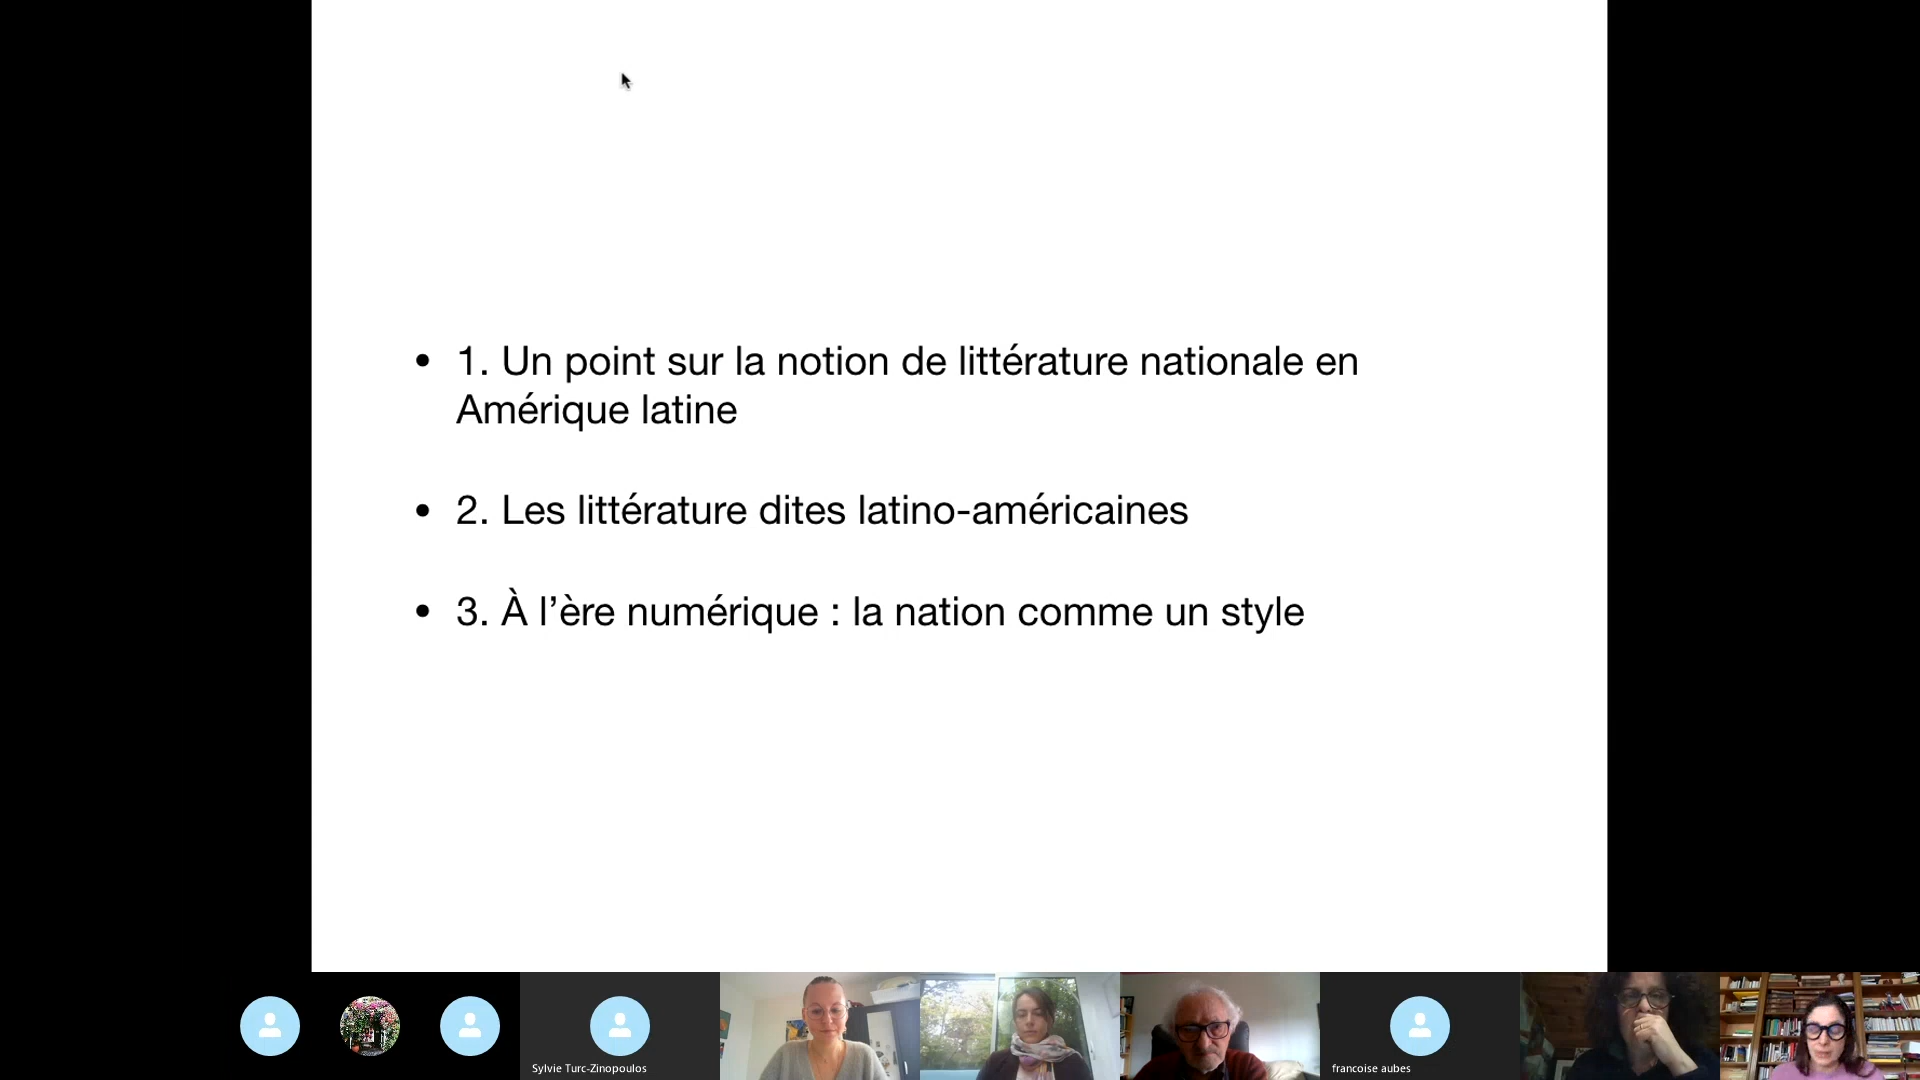 • 1. Un point sur la notion de littérature nationale en
Amérique latine
• 2. Les littérature dites latino-américaines
• 3. À l’ère numérique : la nation comme un style
Sylvie Turc-Zinopoulos
francoise aubes